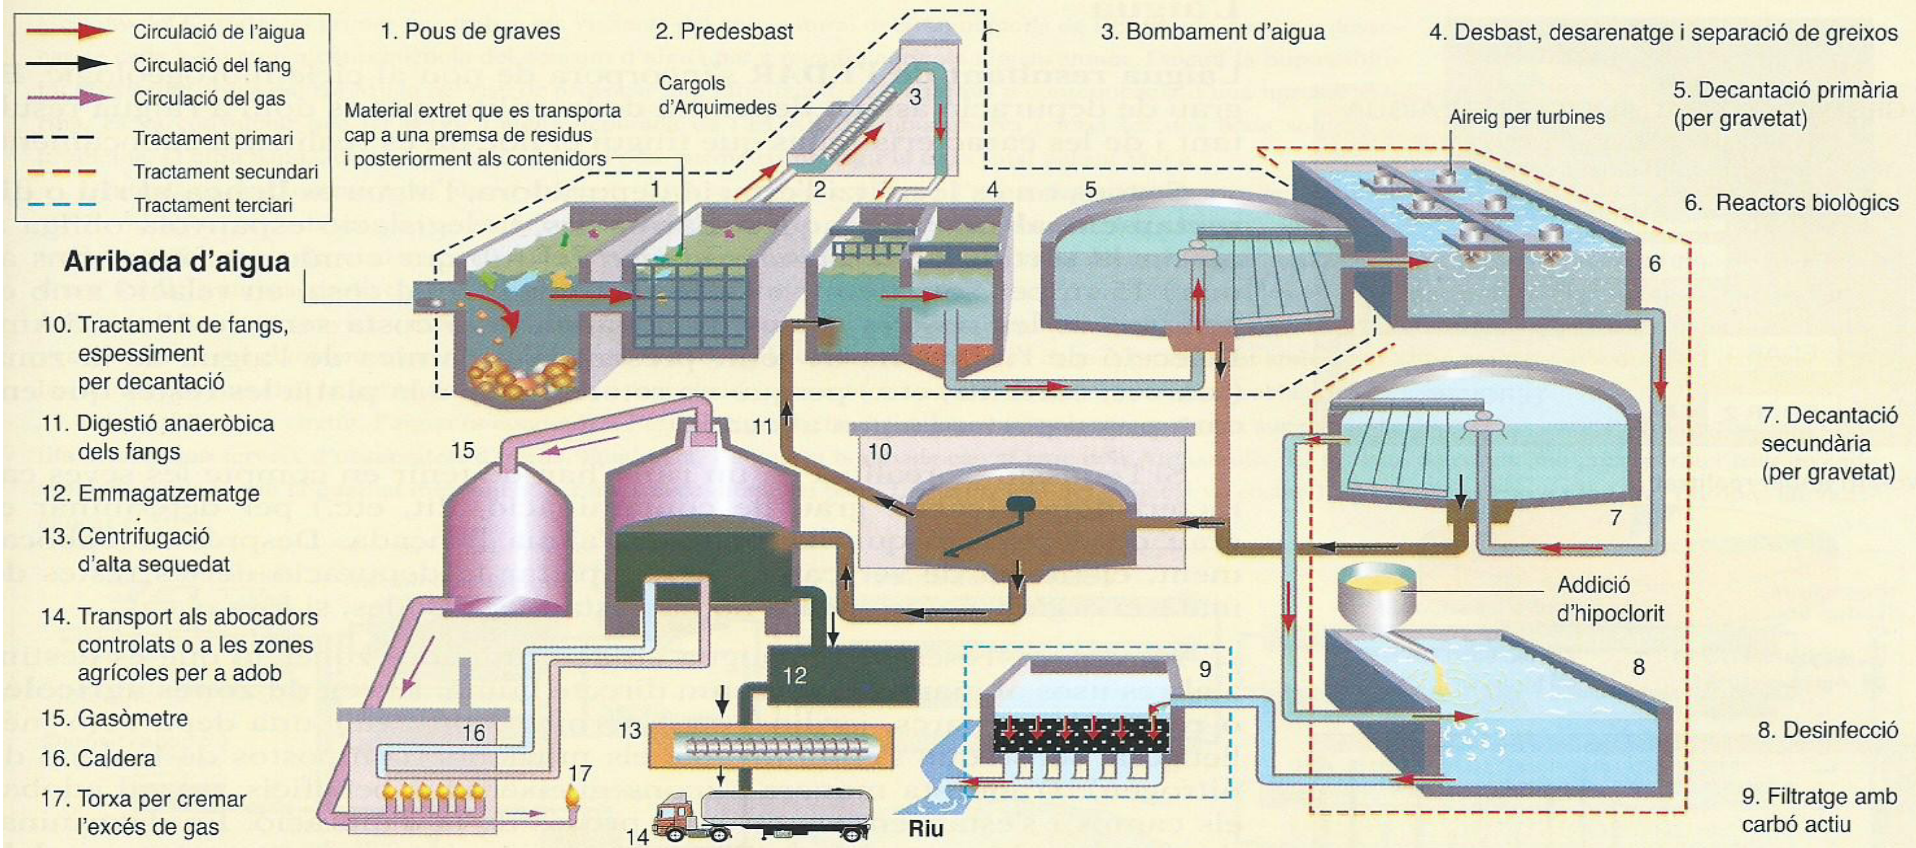 Circulació de l'aigua
Circulació del fang
Circulació del gas
Tractament primari
Tractament secundari
Tractament terciari
1. Pous de graves
2. Predesbast
3. Bombament d'aigua
4. Desbast, desarenatge i separació de greixos
Material extret que es transporta
cap a una premsa de residus
i posteriorment als contenidors
Cargols
d'Arquimedes
Aireig per turbines
5. Decantació primària
(per gravetat)
6. Reactors biològics
1
2
3
4
5
6
Arribada d'aigua
10. Tractament de fangs,
espessiment
per decantació
11. Digestió anaeròbica
dels fangs
12. Emmagatzematge
13. Centrifugació
d'alta sequedat
14. Transport als abocadors
controlats o a les zones
agrícoles per a adob
15. Gasòmetre
16. Caldera
17. Torxa per cremar
l'excés de gas
15
11
10
7
7. Decantació
secundària
(per gravetat)
Addició
d'hipoclorit
12
9
8
16
13
17
14
Riu
8. Desinfecció
9. Filtratge amb
carbó actiu